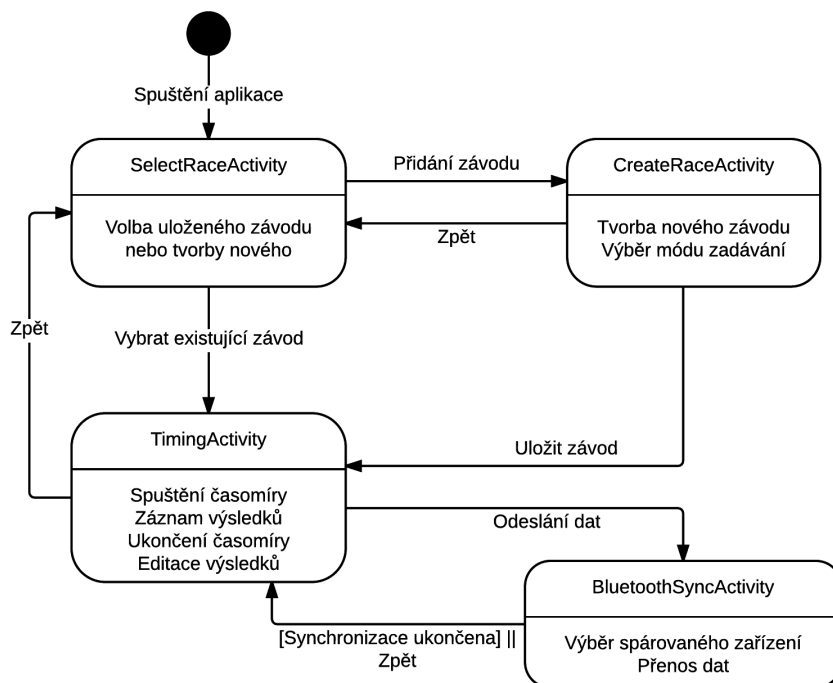 Spuštění aplikace
SelectRaceActivity
Volba uloženého závodu
nebo tvorby nového
Přidání závodu
Zpět
CreateRaceActivity
Tvorba nového závodu
Výběr módu zadávání
Zpět
Vybrat existující závod
TimingActivity
Spuštění časomíry
Záznam výsledků
Ukončení časomíry
Editace výsledků
Uložit závod
Odeslání dat
BluetoothSyncActivity
Výběr spárovaného zařízení
Přenos dat
[Synchronizace ukončena] ||
Zpět